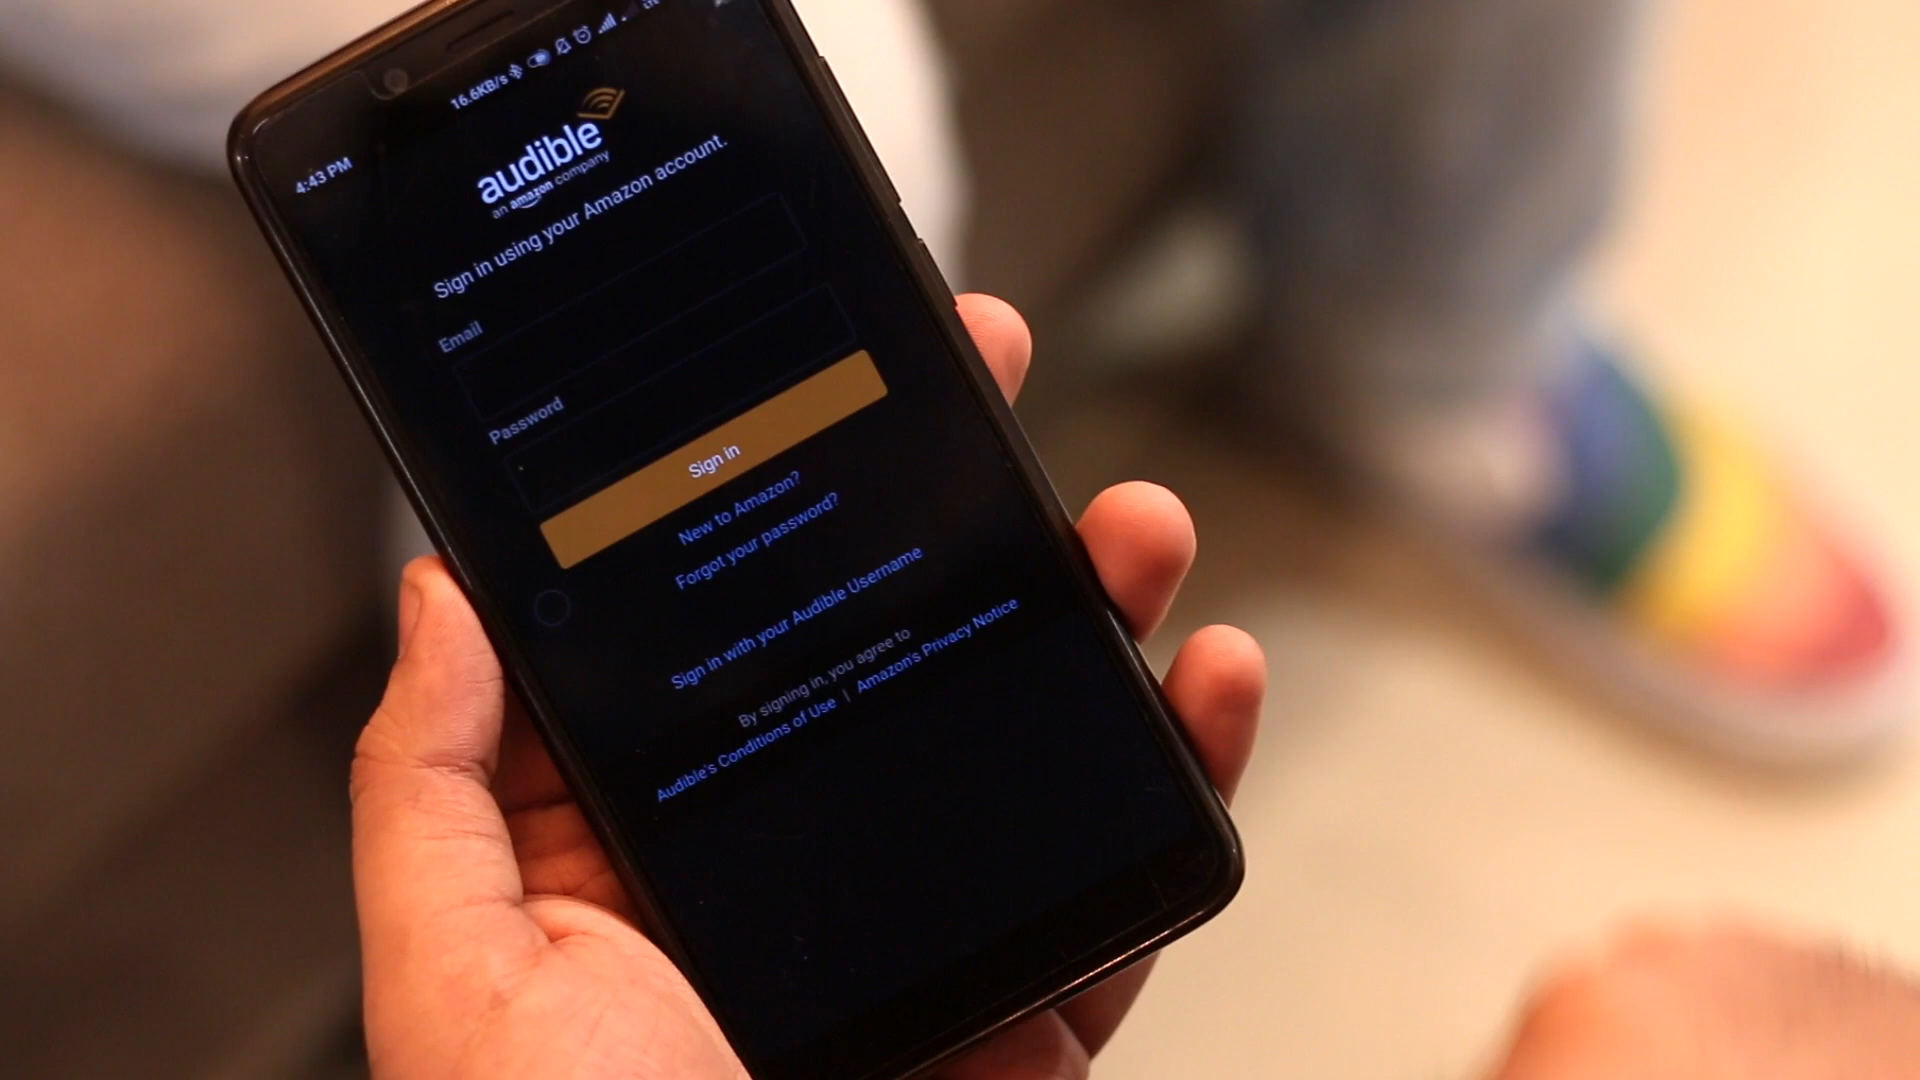 16.6KB/s
4:43 PM
audible
an amazon company
Sign in using your Amazon account.
Email
Password
Sign in
New to Amazon?
Forgot your password?
Sign in with your Audible Username
By signing in, you agree to
Audible's Conditions of Use | Amazon's Privacy Notice